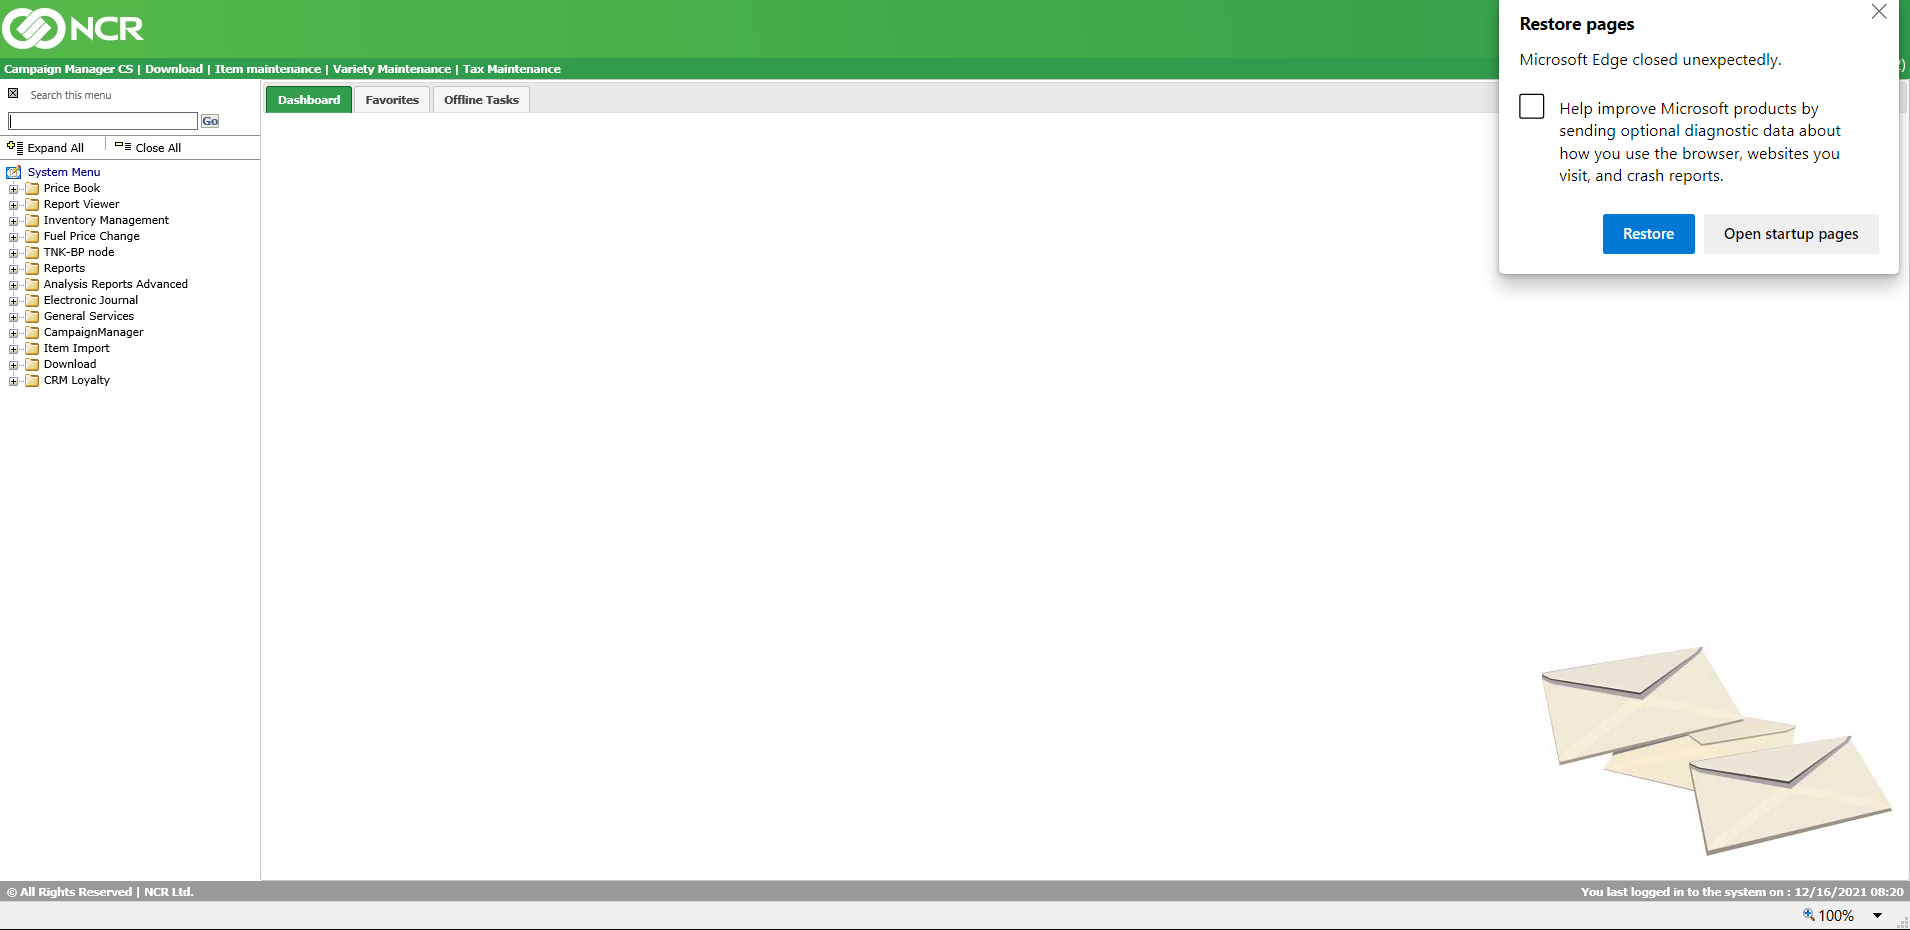 NCR
Campaign Manager CS | Download | Item maintenance | Variety Maintenance | Tax Maintenance
Search this menu
Go
Expand All
Close All
System Menu
Price Book
Report Viewer
Inventory Management
Fuel Price Change
TNK-BP node
Reports
Analysis Reports Advanced
Electronic Journal
General Services
CampaignManager
Item Import
Download
CRM Loyalty
Dashboard
Favorites
Offline Tasks
Restore pages
Microsoft Edge closed unexpectedly.
Help improve Microsoft products by
sending optional diagnostic data about
how you use the browser, websites you
visit, and crash reports.
Restore
Open startup pages
© All Rights Reserved | NCR Ltd.
You last logged in to the system on : 12/16/2021 08:20
100%